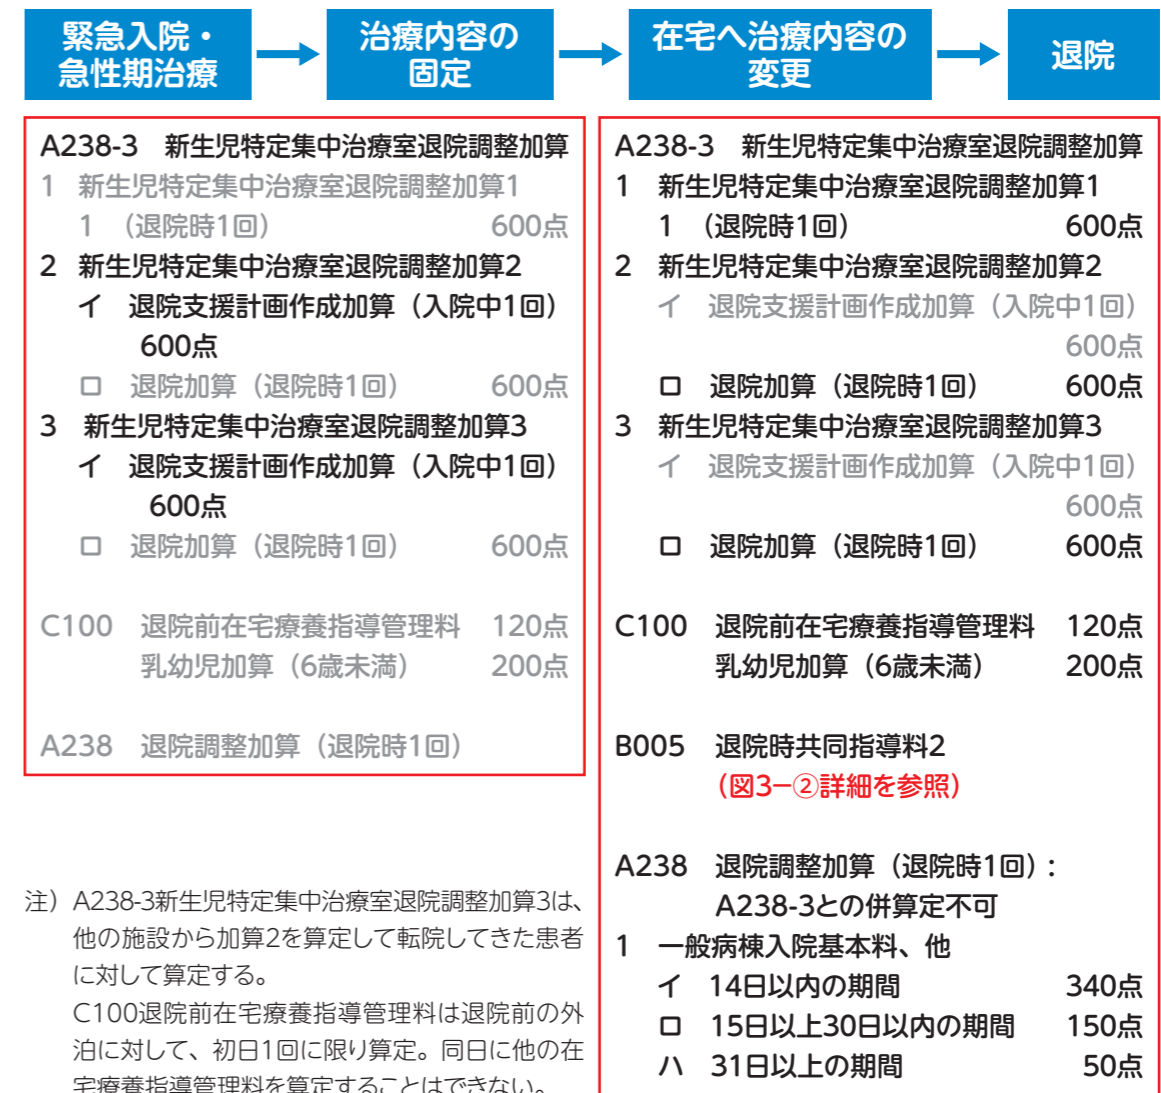 緊急入院・
急性期治療
治療内容の
固定
在宅へ治療内容の
変更
退院
A238-3 新生児特定集中治療室退院調整加算
1 新生児特定集中治療室退院調整加算1
1 （退院時1回） 600点
2 新生児特定集中治療室退院調整加算2
イ 退院支援計画作成加算（入院中1回）
600点
ロ 退院加算（退院時1回） 600点
3 新生児特定集中治療室退院調整加算3
イ 退院支援計画作成加算（入院中1回）
600点
ロ 退院加算（退院時1回） 600点
C100 退院前在宅療養指導管理料 120点
乳幼児加算（6歳未満） 200点
A238 退院調整加算（退院時1回）
注）A238-3新生児特定集中治療室退院調整加算3は、
他の施設から加算2を算定して転院してきた患者
に対して算定する。
C100退院前在宅療養指導管理料は退院前の外
泊に対して、初日1回に限り算定。同日に他の在
宅療養指導管理料を算定することはできない。
A238-3 新生児特定集中治療室退院調整加算
1 新生児特定集中治療室退院調整加算1
1 （退院時1回） 600点
2 新生児特定集中治療室退院調整加算2
イ 退院支援計画作成加算（入院中1回）
600点
ロ 退院加算（退院時1回） 600点
3 新生児特定集中治療室退院調整加算3
イ 退院支援計画作成加算（入院中1回）
600点
ロ 退院加算（退院時1回） 600点
C100 退院前在宅療養指導管理料 120点
乳幼児加算（6歳未満） 200点
B005 退院時共同指導料2
（図3−②詳細を参照）
A238 退院調整加算（退院時1回）：
A238-3との併算定不可
1 一般病棟入院基本料、他
イ 14日以内の期間 340点
ロ 15日以上30日以内の期間 150点
ハ 31日以上の期間 50点